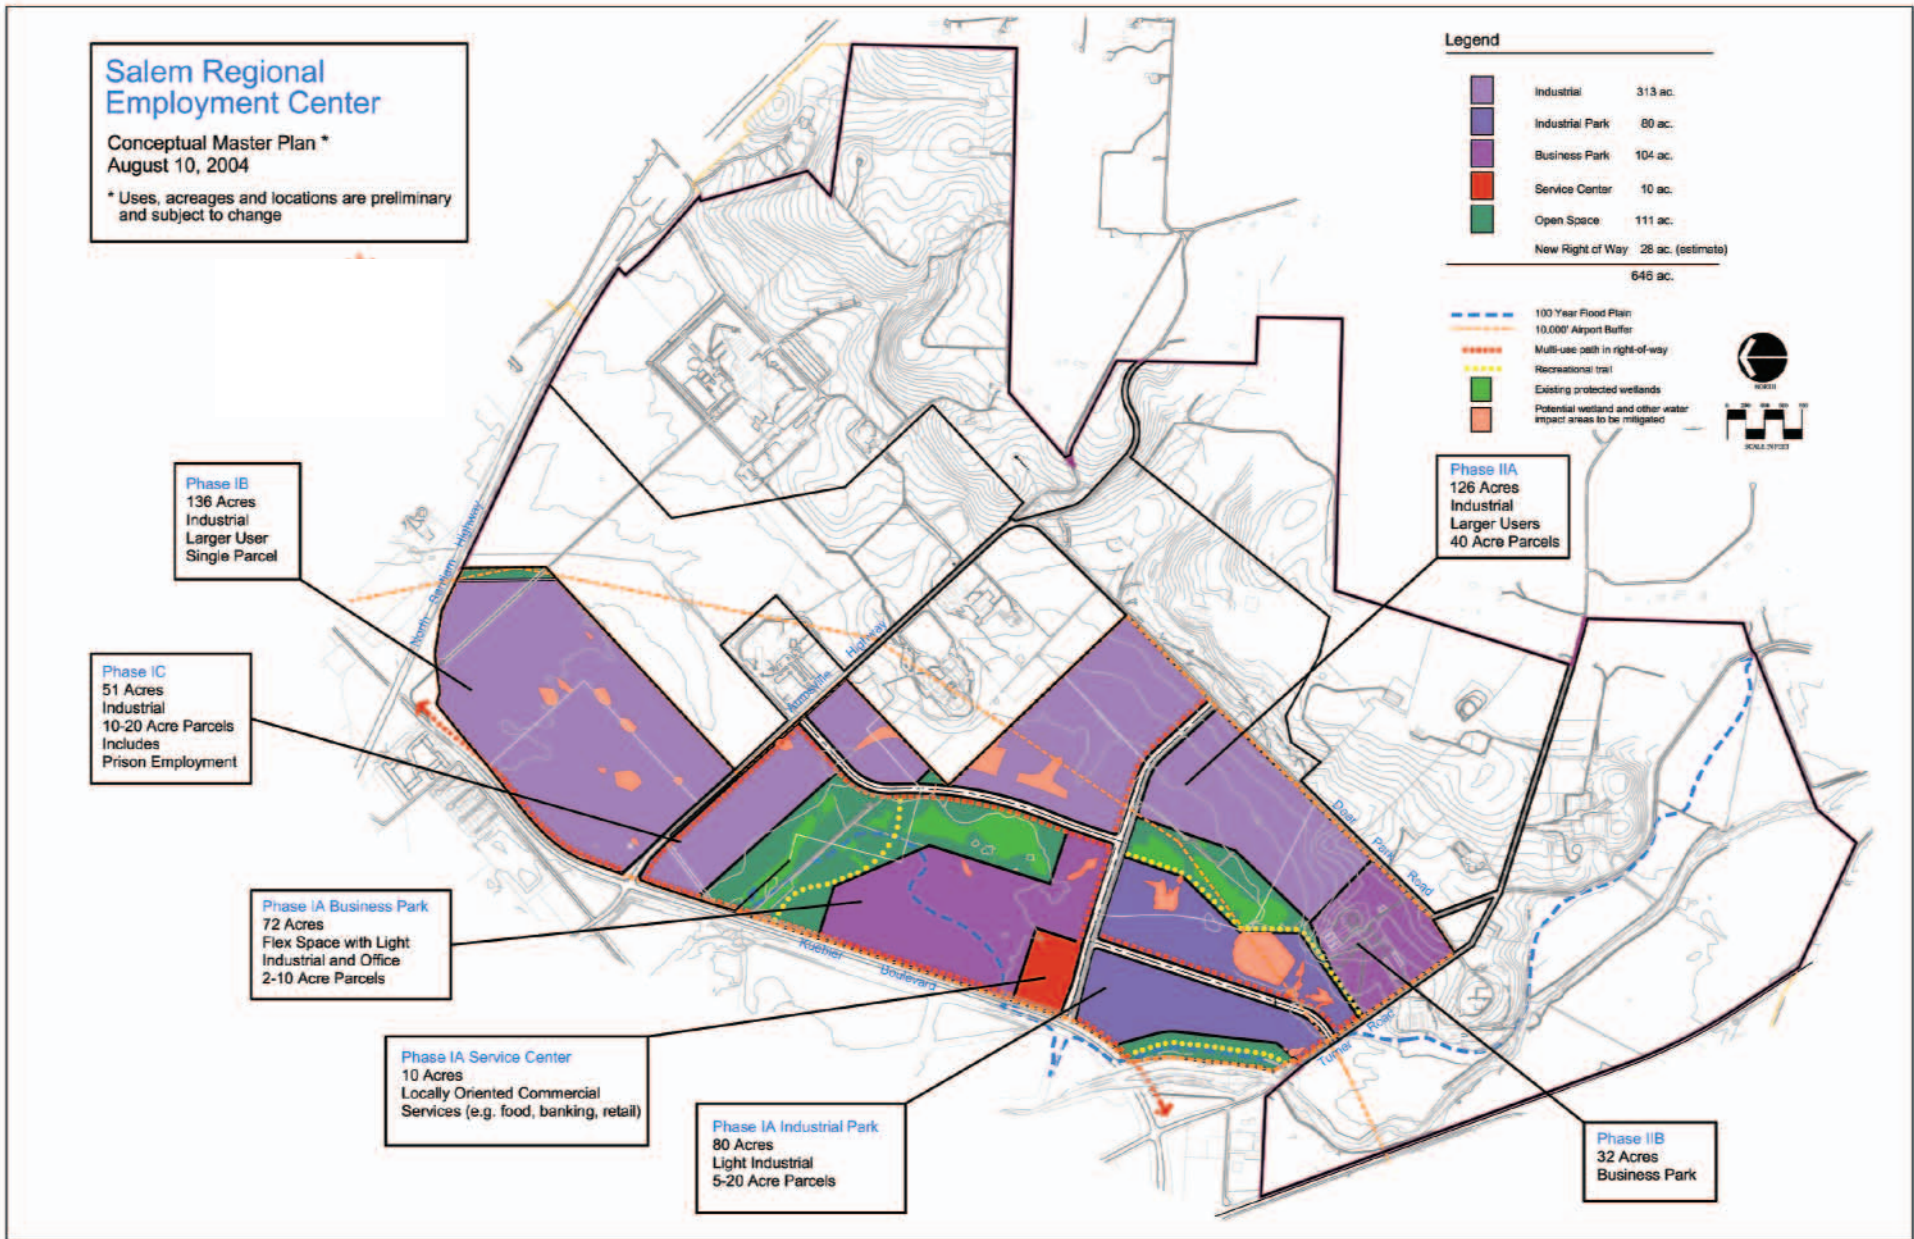 Salem Regional
Employment Center
Conceptual Master Plan *
August 10, 2004
* Uses, acreages and locations are preliminary
and subject to change
Legend
Industrial 313 ac.
Industrial Park 80 ac.
Business Park 104 ac.
Service Center 10 ac.
Open Space 111 ac.
New Right of Way 28 ac. (estimate)
646 ac.
100 Year Flood Plain
10,000' Airport Buffer
Multi-use path in right-of-way
Recreational trail
Existing protected wetlands
Potential wetland and other water
impact areas to be mitigated
NORTH
SCALE IN FEET
Phase IB
136 Acres
Industrial
Larger User
Single Parcel
Phase IIA
126 Acres
Industrial
Larger Users
40 Acre Parcels
North Highway
Highway
Phase IC
51 Acres
Industrial
10-20 Acre Parcels
Includes
Prison Employment
Deer Park Road
Phase IA Business Park
72 Acres
Flex Space with Light
Industrial and Office
2-10 Acre Parcels
Kuebler Boulevard
Turner Road
Phase IA Service Center
10 Acres
Locally Oriented Commercial
Services (e.g. food, banking, retail)
Phase IA Industrial Park
80 Acres
Light Industrial
5-20 Acre Parcels
Phase IIB
32 Acres
Business Park